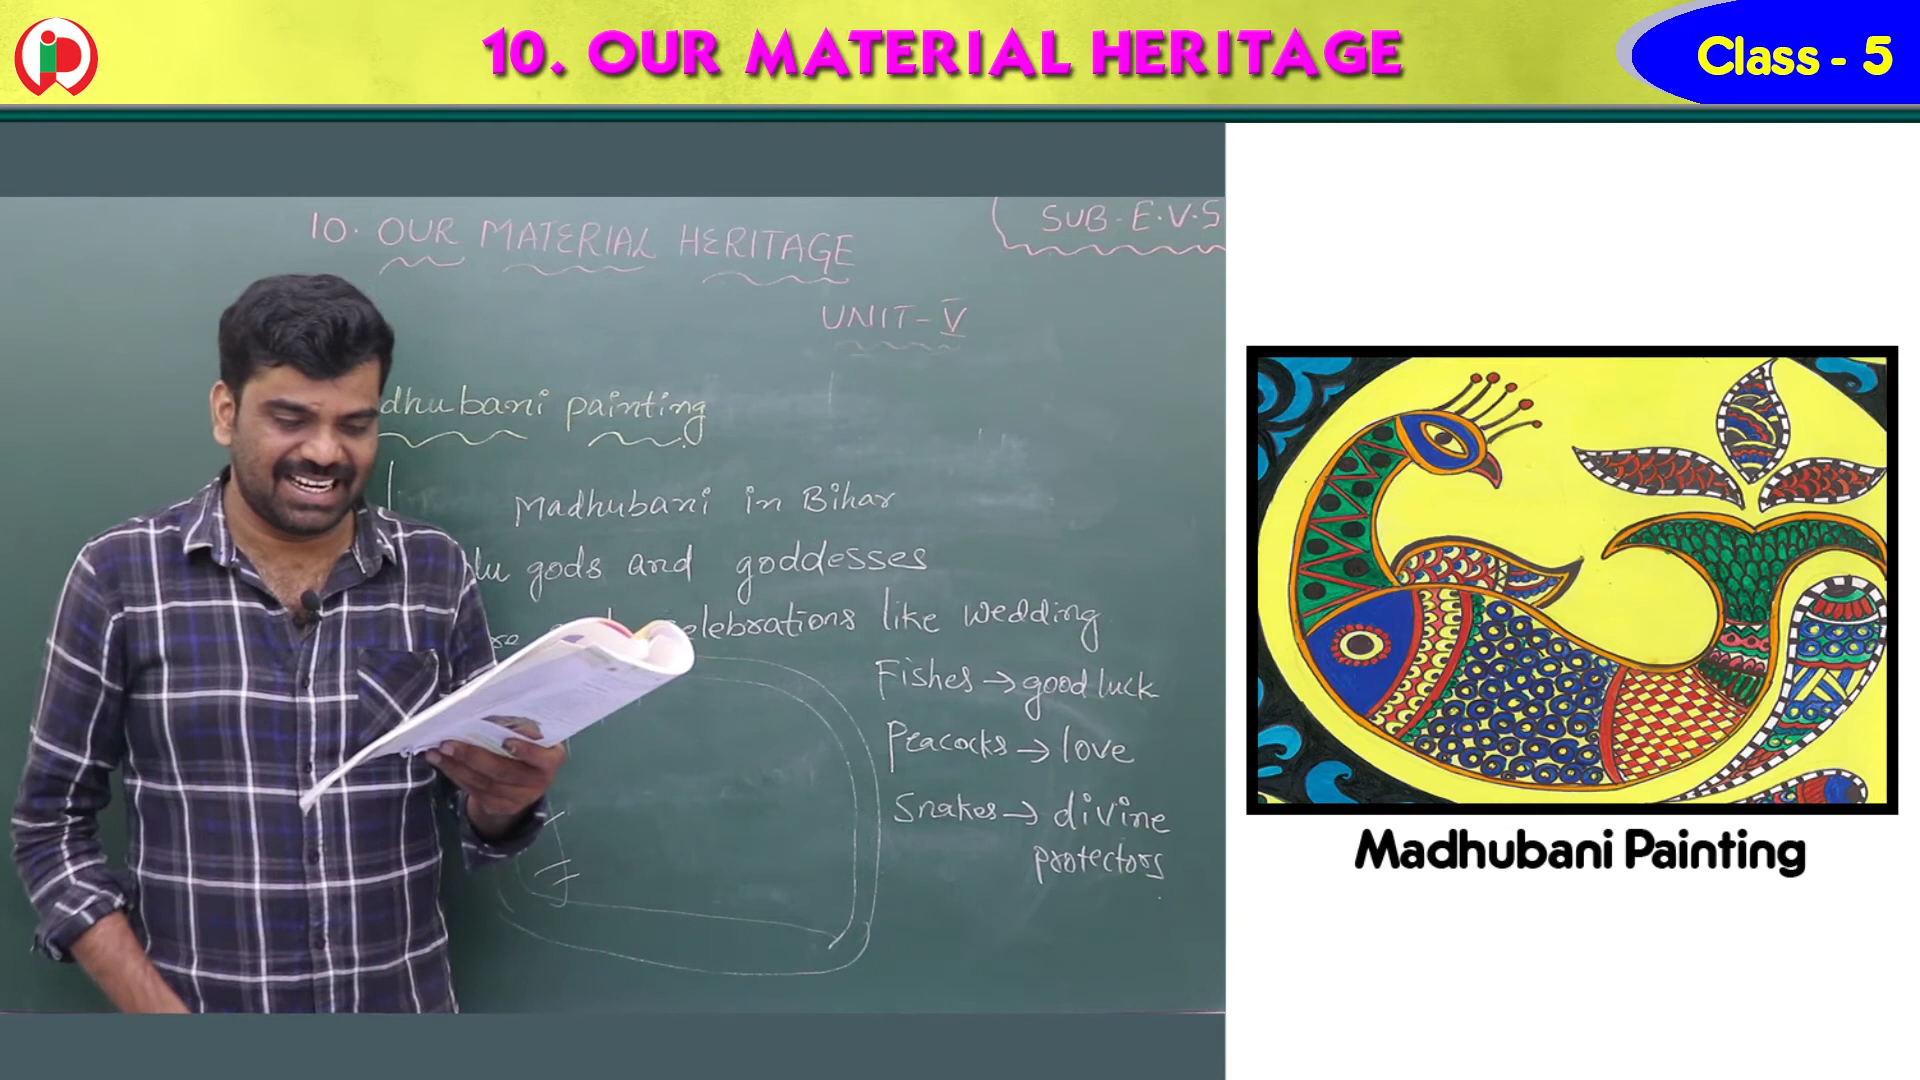 10. OUR MATERIAL HERITAGE
Class - 5
10. OUR MATERIAL HERITAGE
SUB - E.V.S
UNIT - V
dhubani painting
Madhubani in Bihar
gods and goddesses
elebrations like wedding
Fishes → good luck
Peacocks → love
Snakes → divine
protectors
Madhubani Painting